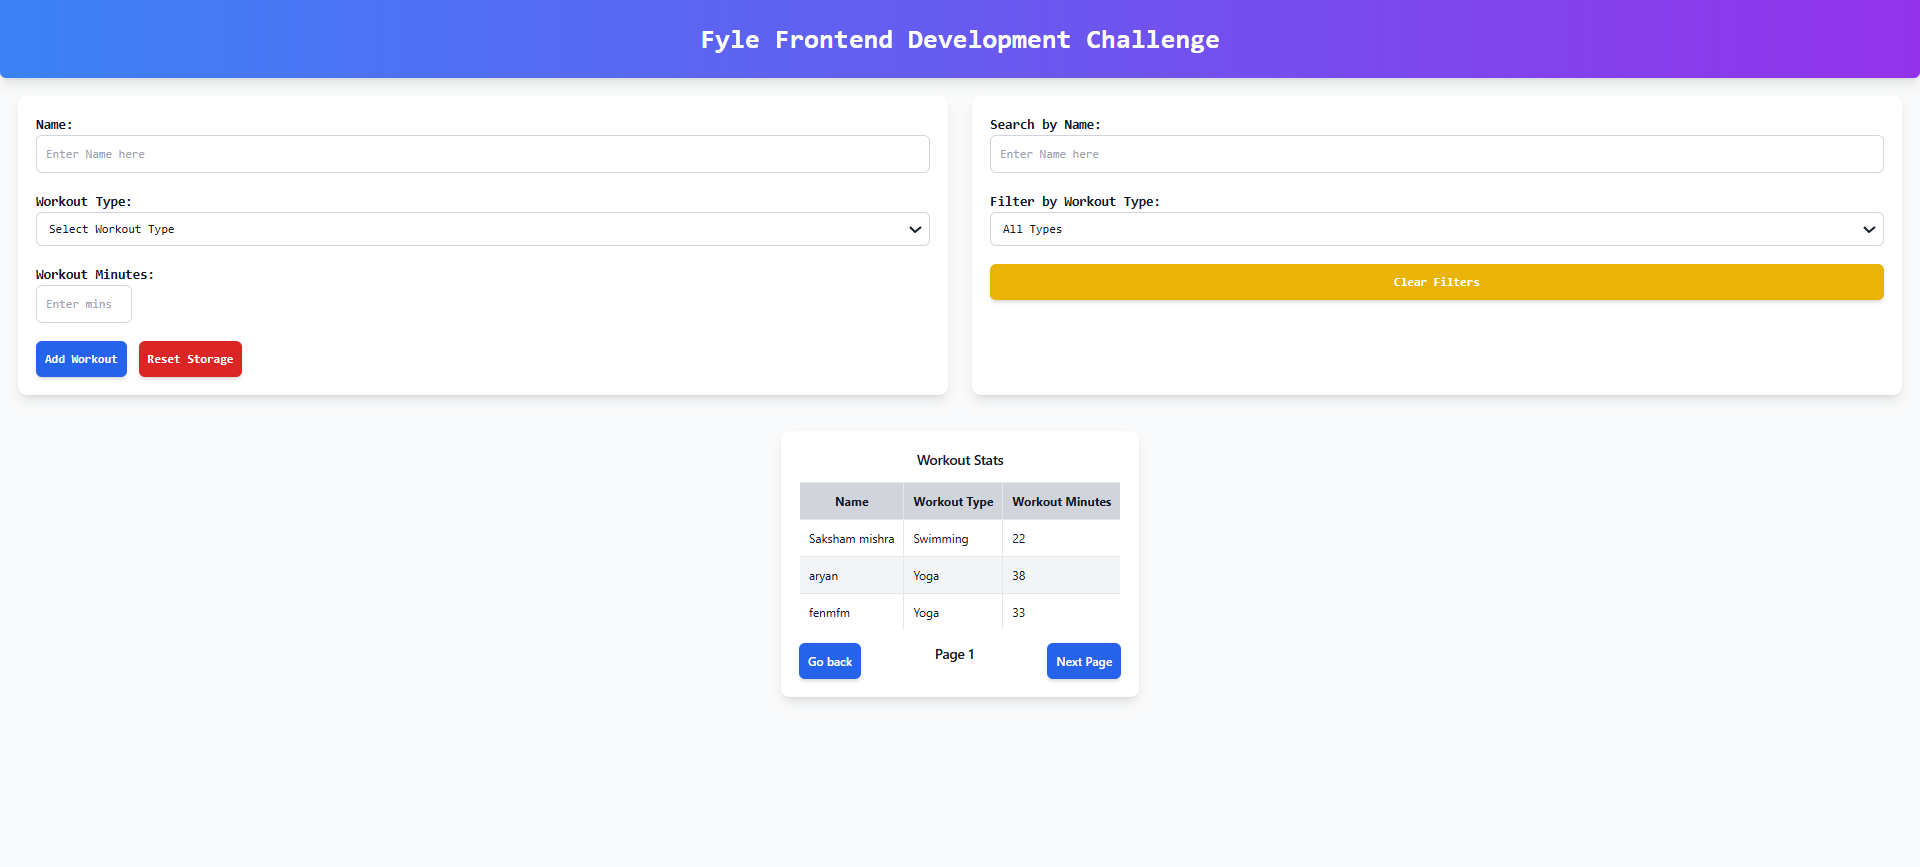 Fyle Frontend Development Challenge
Name:
Enter Name here
Workout Type:
Select Workout Type
Workout Minutes:
Enter mins
Add Workout Reset Storage
Search by Name:
Enter Name here
Filter by Workout Type:
All Types
Clear Filters
Workout Stats
Name Workout Type Workout Minutes
Saksham mishra Swimming 22
aryan Yoga 38
fenmfm Yoga 33
Go back Page 1 Next Page